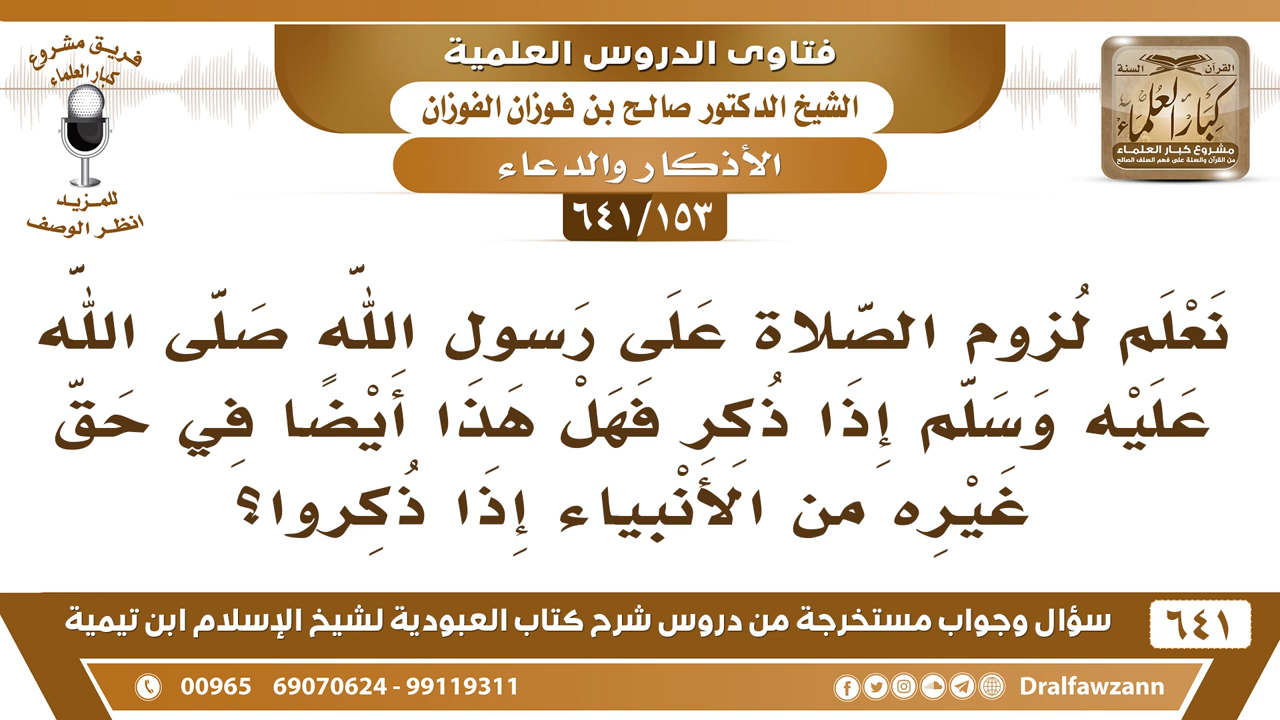 فتاوى الدروس العلمية
الشيخ الدكتور صالح بن فوزان الفوزان
الأذكار والدعاء
٦٤١/١٥٣
فريق مشروع
كبار العلماء
للمزيد
انظر الوصف
القرآن السنة
كبار العلماء
مشروع كبار العلماء
من القرآن والسنة على فهم السلف الصالح
نَعْلَم لُزوم الصّلاة عَلَى رَسول اللّه صَلّى اللّه
عَلَيْه وَسَلّم إِذَا ذُكِرِ فَهَلْ هَذَا أَيْضًا فِي حَقّ
غَيْرِه مِن الأَنْبِياء إِذَا ذُكِروا؟
سؤال وجواب مستخرجة من دروس شرح كتاب العبودية لشيخ الإسلام ابن تيمية
٦٤١
00965 69070624 - 99119311
Dralfawzann